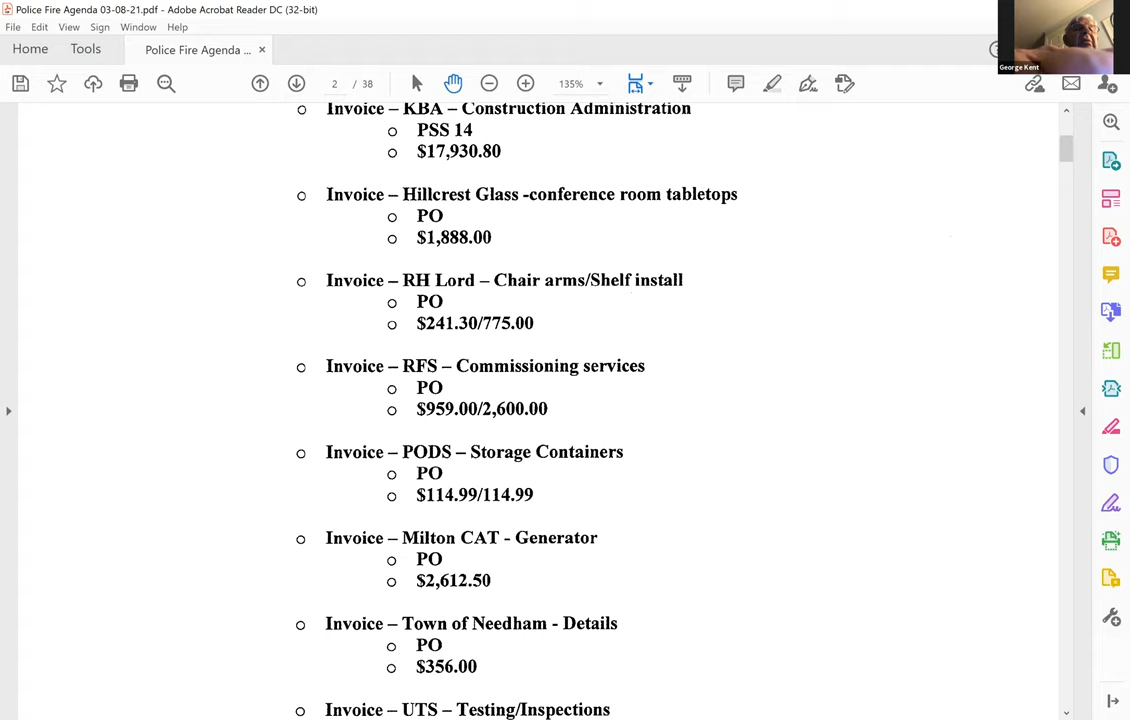 Police Fire Agenda 03-08-21.pdf - Adobe Acrobat Reader DC (32-bit)
File Edit View Sign Window Help
Home Tools Police Fire Agenda ... ×
2 / 38 135%
George Kent
Invoice – KBA – Construction Administration
PSS 14
$17,930.80
Invoice – Hillcrest Glass -conference room tabletops
PO
$1,888.00
Invoice – RH Lord – Chair arms/Shelf install
PO
$241.30/775.00
Invoice – RFS – Commissioning services
PO
$959.00/2,600.00
Invoice – PODS – Storage Containers
PO
$114.99/114.99
Invoice – Milton CAT - Generator
PO
$2,612.50
Invoice – Town of Needham - Details
PO
$356.00
Invoice – UTS – Testing/Inspections